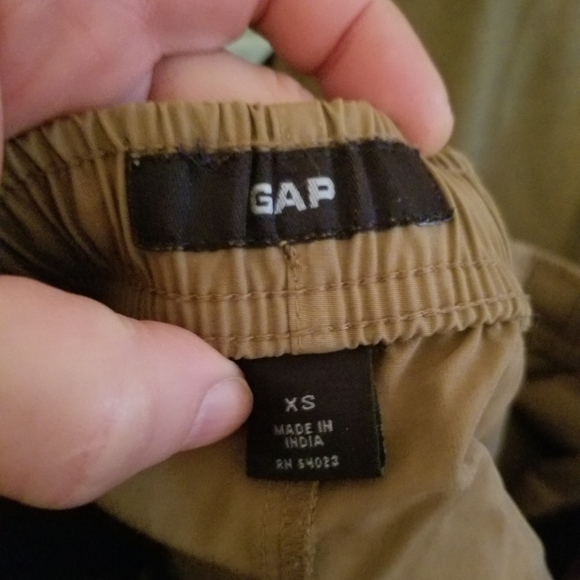 GAP
XS
MADE IN
INDIA
RN 54023